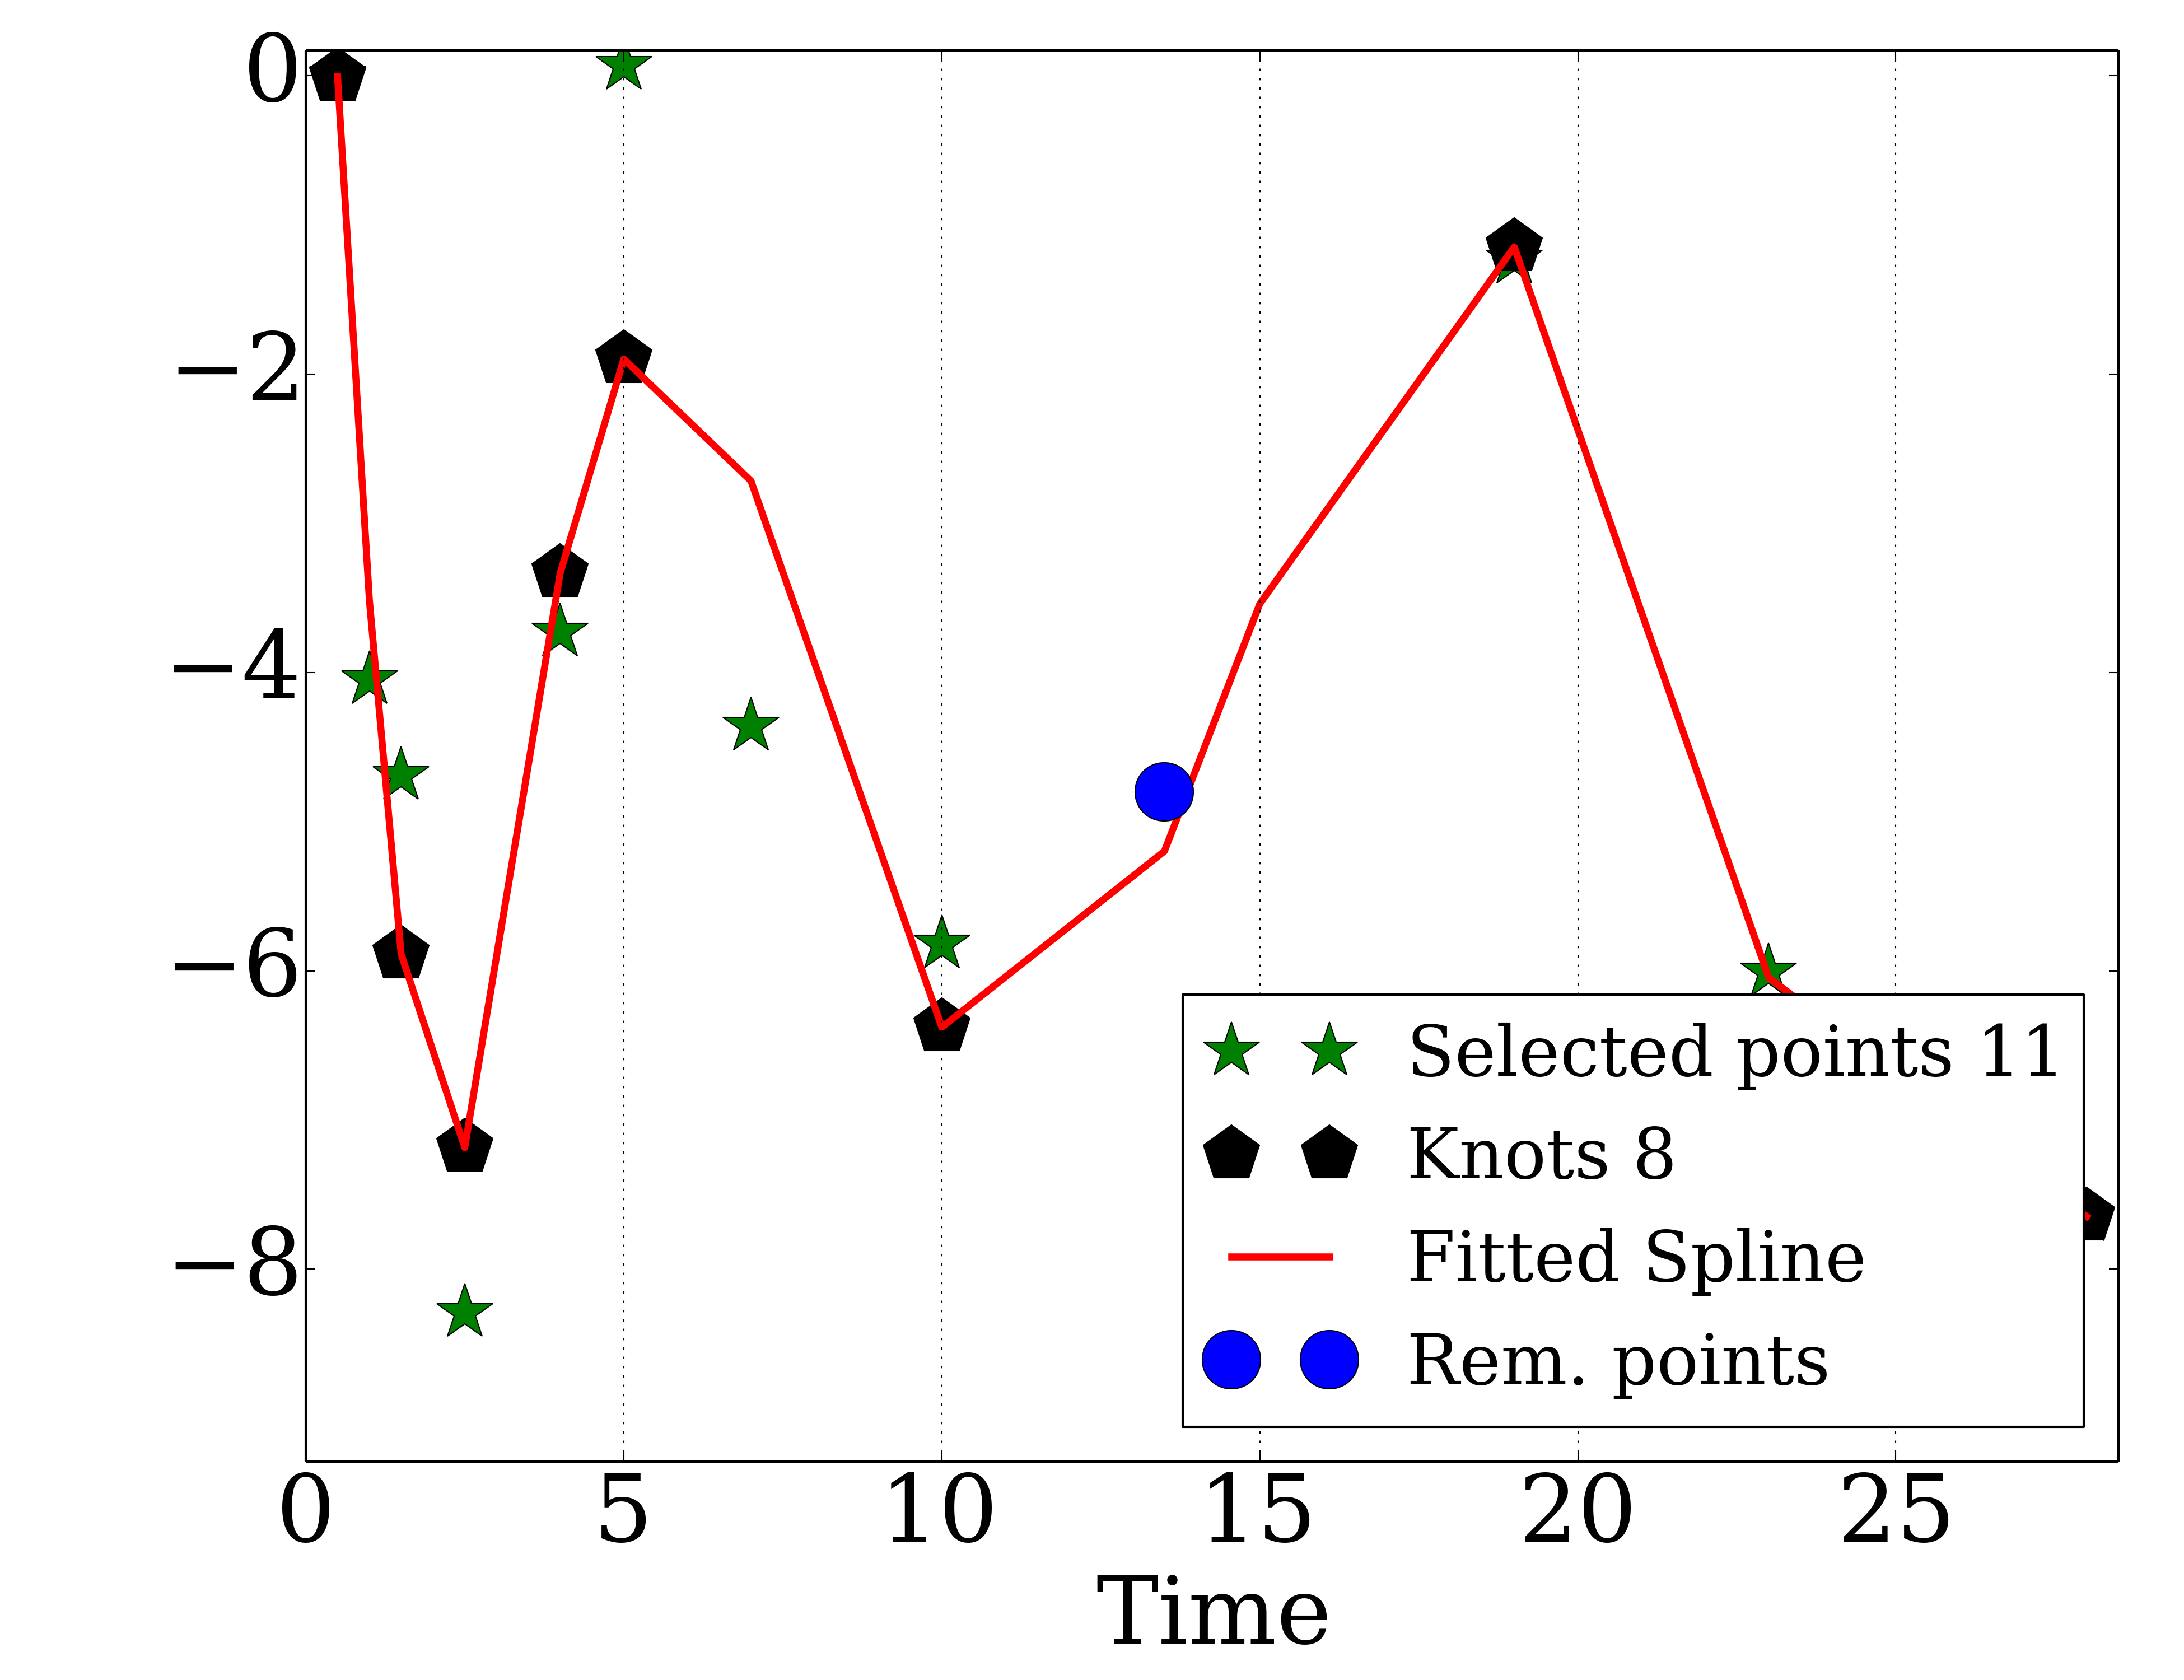 0
−2
−4
−6
−8
Selected points 11
Knots 8
Fitted Spline
Rem. points
0 5 10 15 20 25
Time